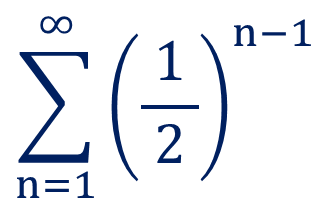 ∑_{n=1}^{∞} (1/2)^{n−1}